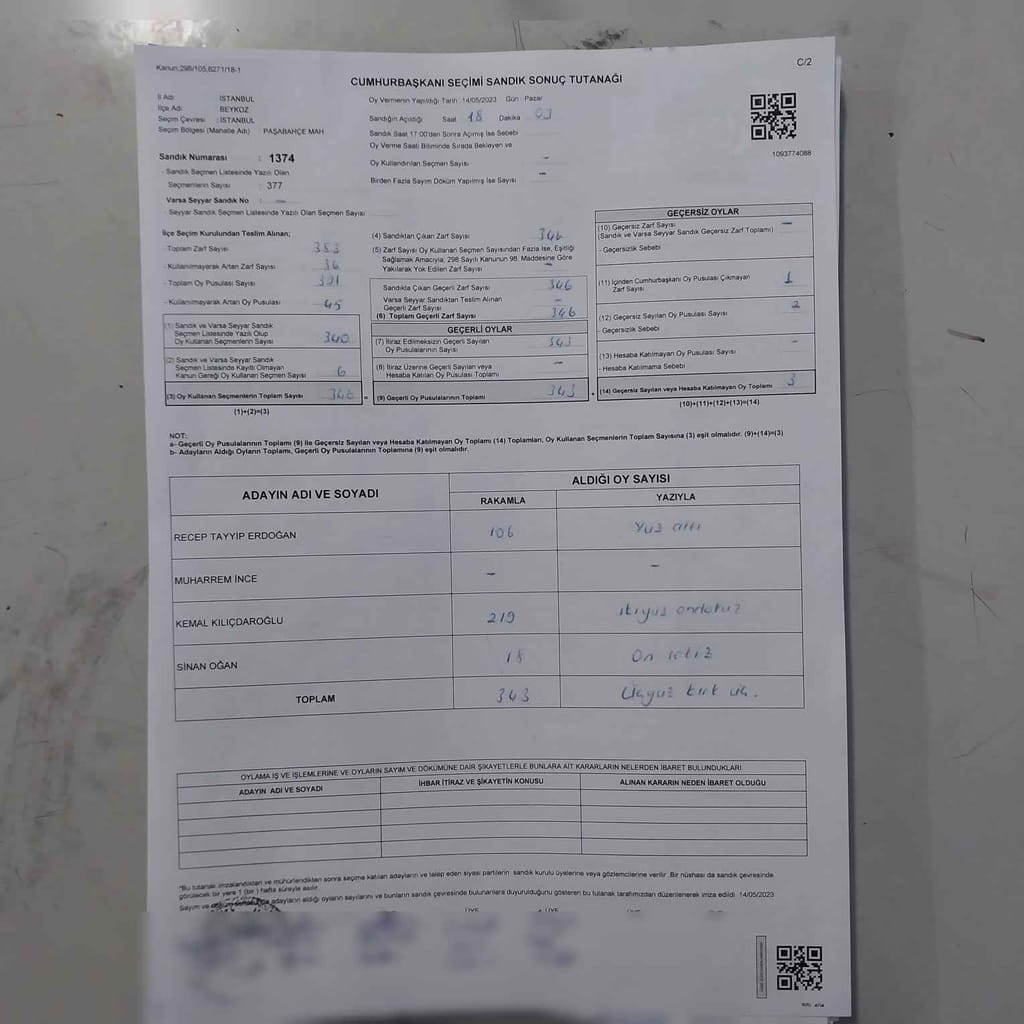 Kanun:298/105,6271/18-1
C/2
CUMHURBAŞKANI SEÇİMİ SANDIK SONUÇ TUTANAĞI
İl Adı İSTANBUL
İlçe Adı BEYKOZ
Seçim Çevresi : İSTANBUL
Seçim Bölgesi (Mahalle Adı) PAŞABAHÇE MAH
Sandık Numarası : 1374
- Sandık Seçmen Listesinde Yazılı Olan
Seçmenlerin Sayısı : 377
Varsa Seyyar Sandık No : -
- Seyyar Sandık Seçmen Listesinde Yazılı Olan Seçmen Sayısı
Oy Vermenin Yapıldığı Tarih: 14/05/2023 Gün : Pazar
Sandığın Açıldığı Saat 18 Dakika 03
Sandık Saat 17:00'den Sonra Açımış İse Sebebi
Oy Verme Saati Bitiminde Sırada Bekleyen ve
Oy Kullandırılan Seçmen Sayısı -
Birden Fazla Sayım Döküm Yapılmış İse Sayısı -
1093774088
İlçe Seçim Kurulundan Teslim Alınan;
- Toplam Zarf Sayısı 383
- Kullanılmayarak Artan Zarf Sayısı 36
- Toplam Oy Pusulası Sayısı 391
- Kullanılmayarak Artan Oy Pusulası 45
(1) Sandık ve Varsa Seyyar Sandık
Seçmen Listesinde Yazılı Olup
Oy Kullanan Seçmenlerin Sayısı 340
(2) Sandık ve Varsa Seyyar Sandık
Seçmen Listesinde Kayıtlı Olmayan
Kanun Gereği Oy Kullanan Seçmen Sayısı 6
(3) Oy Kullanan Seçmenlerin Toplam Sayısı
(1)+(2)=(3)
(4) Sandıktan Çıkan Zarf Sayısı 346
(5) Zarf Sayısı Oy Kullanan Seçmen Sayısından Fazla İse, Eşitliği
Sağlamak Amacıyla, 298 Sayılı Kanunun 98. Maddesine Göre
Yakılarak Yok Edilen Zarf Sayısı -
Sandıkla Çıkan Geçerli Zarf Sayısı 346
Varsa Seyyar Sandıktan Teslim Alınan
Geçerli Zarf Sayısı -
(6) Toplam Geçerli Zarf Sayısı 346
GEÇERLİ OYLAR
(7) İtiraz Edilmeksizin Geçerli Sayılan
Oy Pusulalarının Sayısı 343
(8) İtiraz Üzerine Geçerli Sayılan veya
Hesaba Katılan Oy Pusulası Toplamı -
= (9) Geçerli Oy Pusulalarının Toplamı 343
GEÇERSİZ OYLAR
(10) Geçersiz Zarf Sayısı -
(Sandık ve Varsa Seyyar Sandık Geçersiz Zarf Toplamı)
- Geçersizlik Sebebi
(11) İçinden Cumhurbaşkanı Oy Pusulası Çıkmayan
Zarf Sayısı 1
(12) Geçersiz Sayılan Oy Pusulası Sayısı 2
- Geçersizlik Sebebi
(13) Hesaba Katılmayan Oy Pusulası Sayısı -
- Hesaba Katılmama Sebebi
+ (14) Geçersiz Sayılan veya Hesaba Katılmayan Oy Toplamı 3
(10)+(11)+(12)+(13)=(14)
NOT:
a- Geçerli Oy Pusulalarının Toplamı (9) ile Geçersiz Sayılan veya Hesaba Katılmayan Oy Toplamı (14) Toplamları, Oy Kullanan Seçmenlerin Toplam Sayısına (3) eşit olmalıdır. (9)+(14)=(3)
b- Adayların Aldığı Oyların Toplamı, Geçerli Oy Pusulalarının Toplamına (9) eşit olmalıdır.
ADAYIN ADI VE SOYADI ALDIĞI OY SAYISI
RAKAMLA YAZIYLA
RECEP TAYYİP ERDOĞAN 106 Yüz altı
MUHARREM İNCE - -
KEMAL KILIÇDAROĞLU 219 ikiyüz ondokuz
SİNAN OĞAN 18 On sekiz
TOPLAM 343 Üçyüz kırk üç.
OYLAMA İŞ VE İŞLEMLERİNE VE OYLARIN SAYIM VE DÖKÜMÜNE DAİR ŞİKAYETLERLE BUNLARA AİT KARARLARIN NELERDEN İBARET BULUNDUKLARI
ADAYIN ADI VE SOYADI İHBAR İTİRAZ VE ŞİKAYETİN KONUSU ALINAN KARARIN NEDEN İBARET OLDUĞU
*Bu tutanak imzalandıktan ve mühürlendikten sonra seçime katılan adayların ve talep eden siyasi partilerin sandık kurulu üyelerine veya gözlemcilerine verilir. Bir nüshası da sandık çevresinde
görülecek bir yere 1 (bir ) hafta süreyle asılır.
Sayım ve adayların aldığı oyların sayılarını ve bunların sandık çevresinde bulunanlara duyurulduğunu gösteren bu tutanak tarafımızdan düzenlenerek imza edildi. 14/05/2023
ÜYE ÜYE